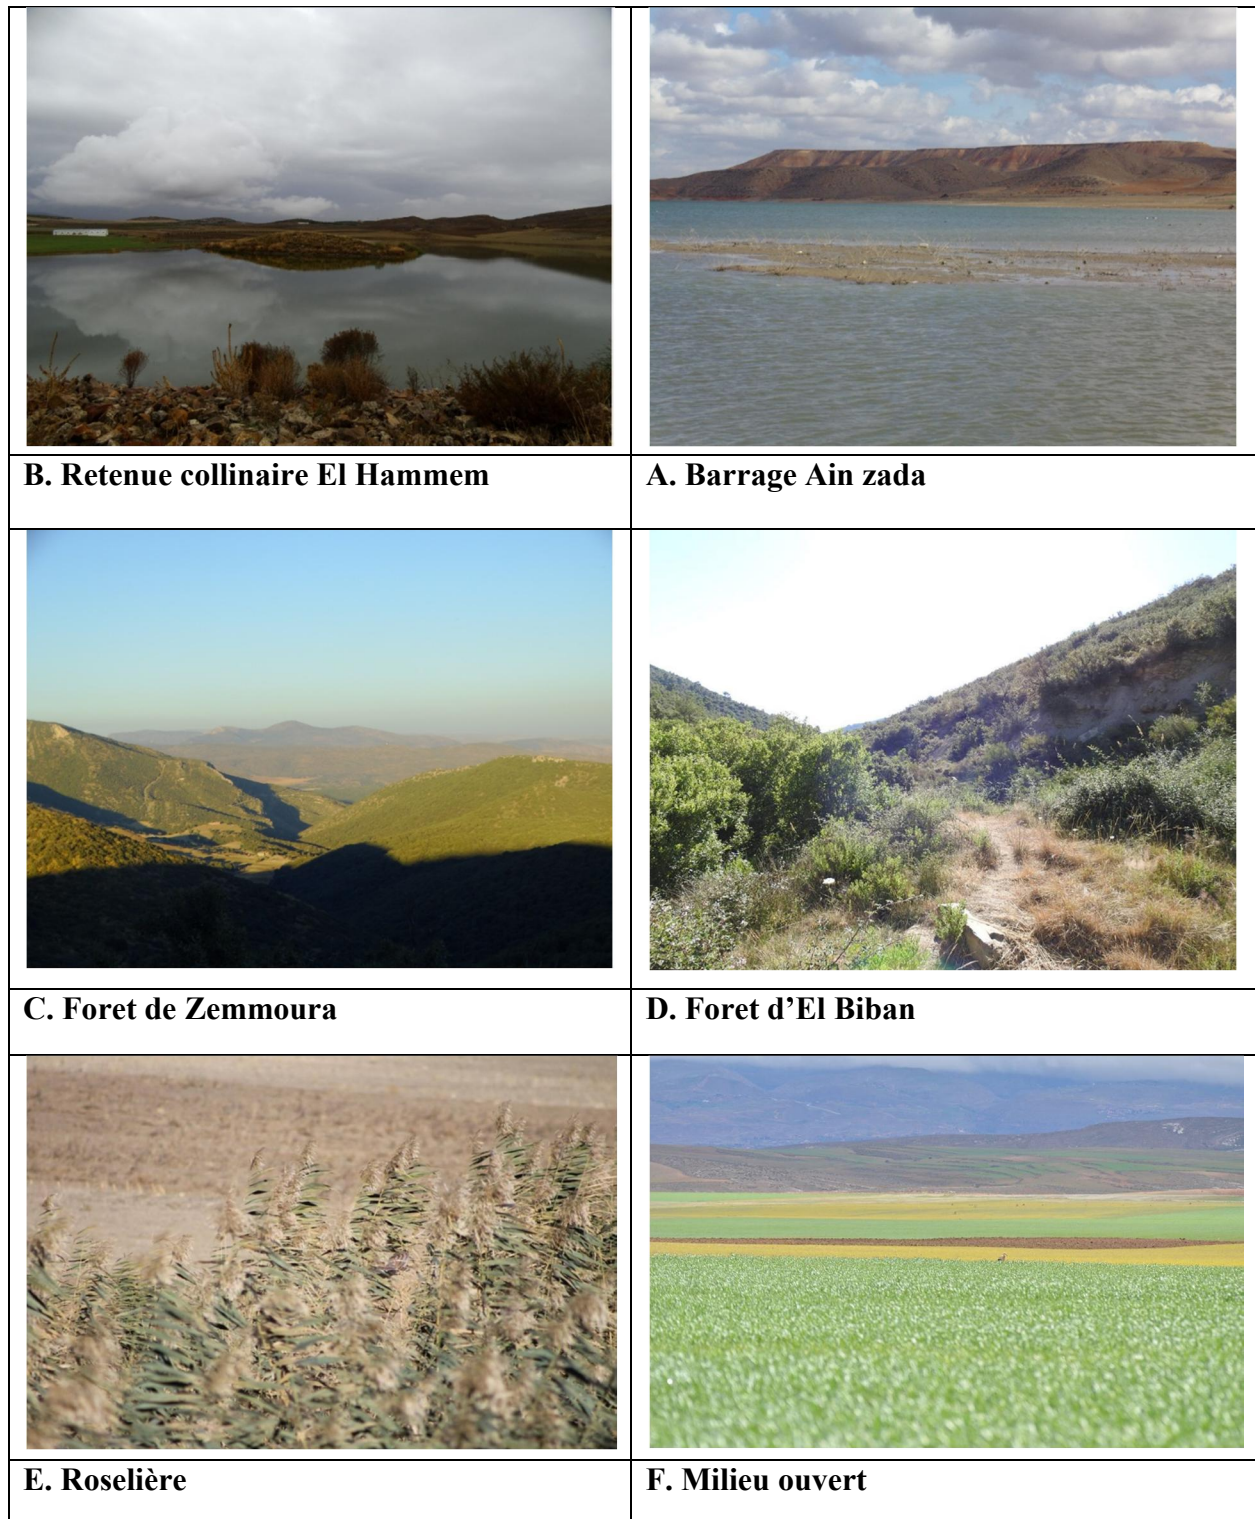 B. Retenue collinaire El Hammem
A. Barrage Ain zada
C. Foret de Zemmoura
D. Foret d’El Biban
E. Roselière
F. Milieu ouvert